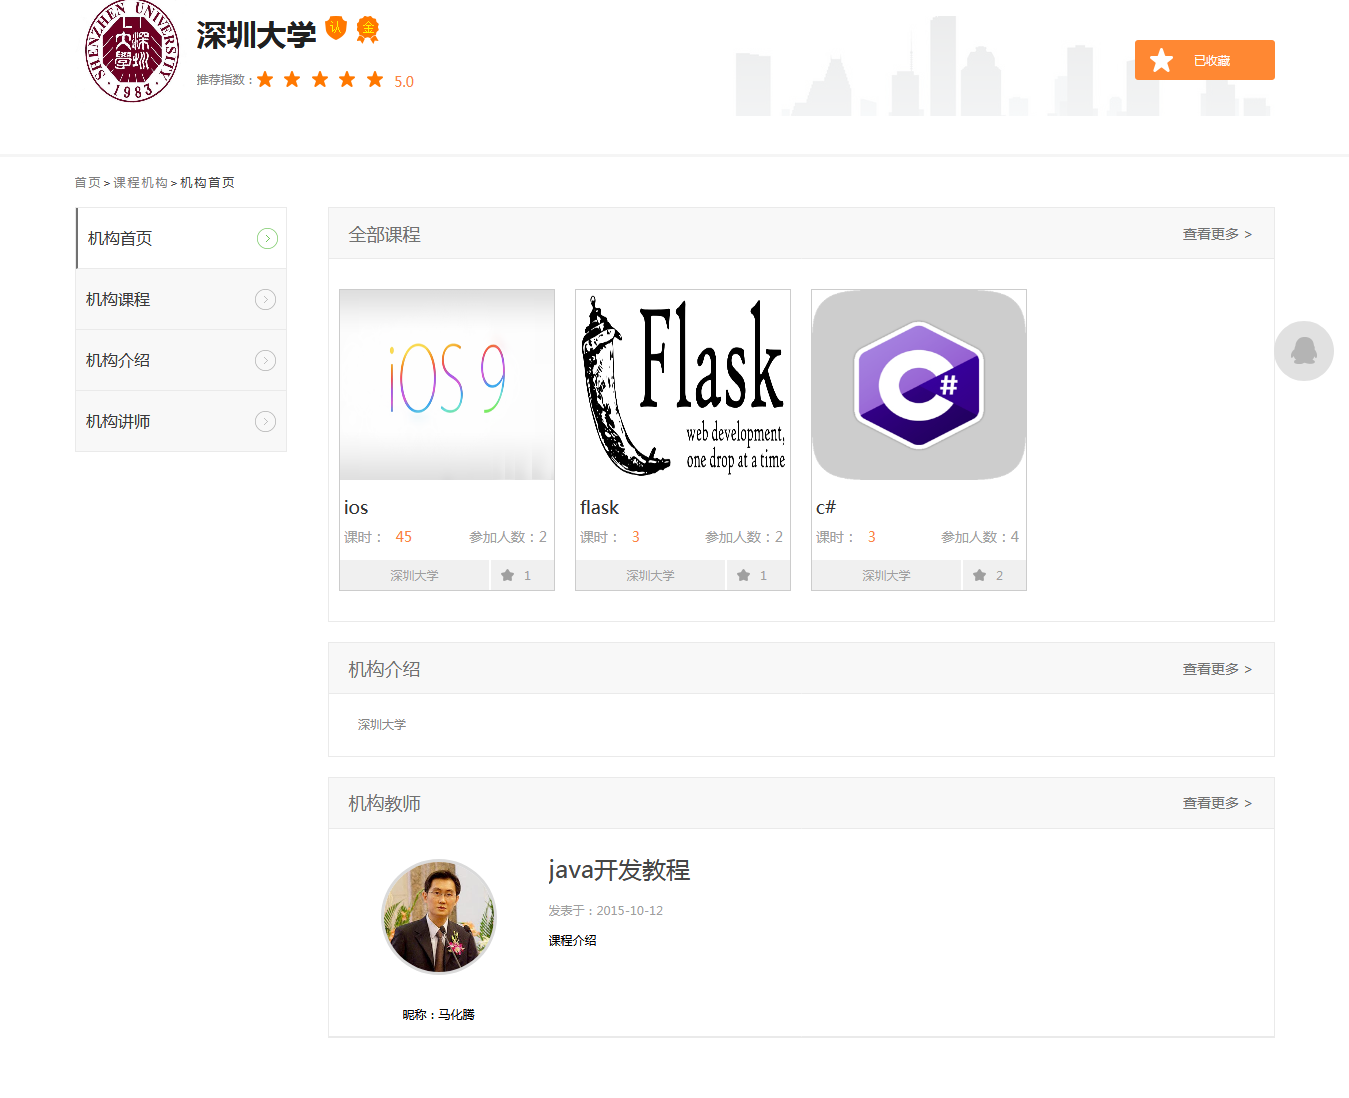 SHENZHEN UNIVERSITY
深圳
大學
·1983·
深圳大学 认 金
推荐指数： 5.0
已收藏
首页 > 课程机构 > 机构首页
机构首页
机构课程
机构介绍
机构讲师
全部课程 查看更多 >
iOS 9
Flask
web development,
one drop at a time
C#
ios
课时： 45 参加人数：2
深圳大学 1
flask
课时： 3 参加人数：2
深圳大学 1
c#
课时： 3 参加人数：4
深圳大学 2
机构介绍 查看更多 >
深圳大学
机构教师 查看更多 >
java开发教程
发表于：2015-10-12
课程介绍
昵称：马化腾